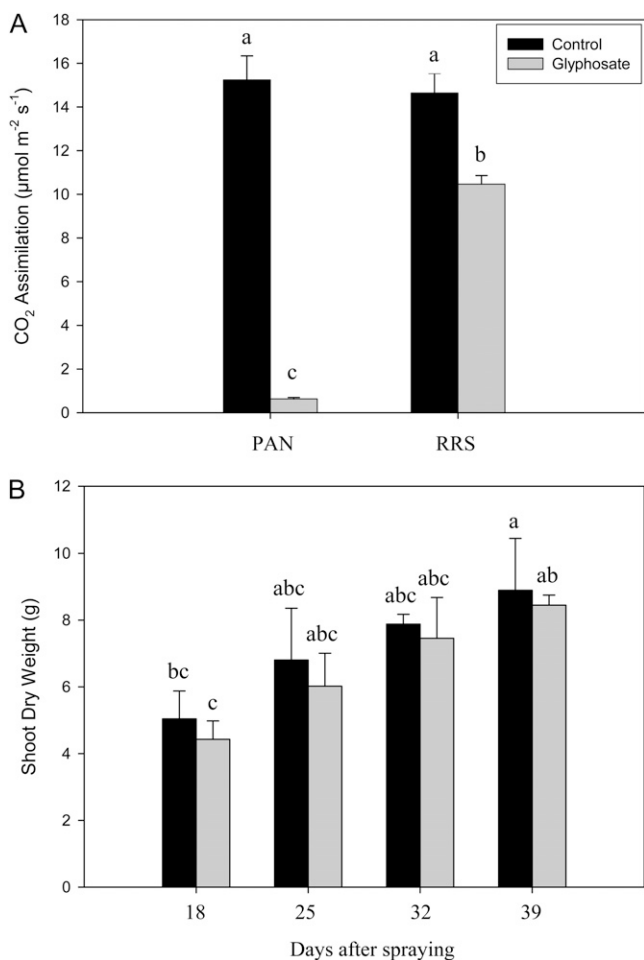 A
CO₂ Assimilation (µmol m⁻² s⁻¹)
18
16
14
12
10
8
6
4
2
0
a
c
a
b
Control
Glyphosate
PAN
RRS
B
Shoot Dry Weight (g)
12
10
8
6
4
2
0
bc
c
abc
abc
abc
abc
a
ab
18
25
32
39
Days after spraying